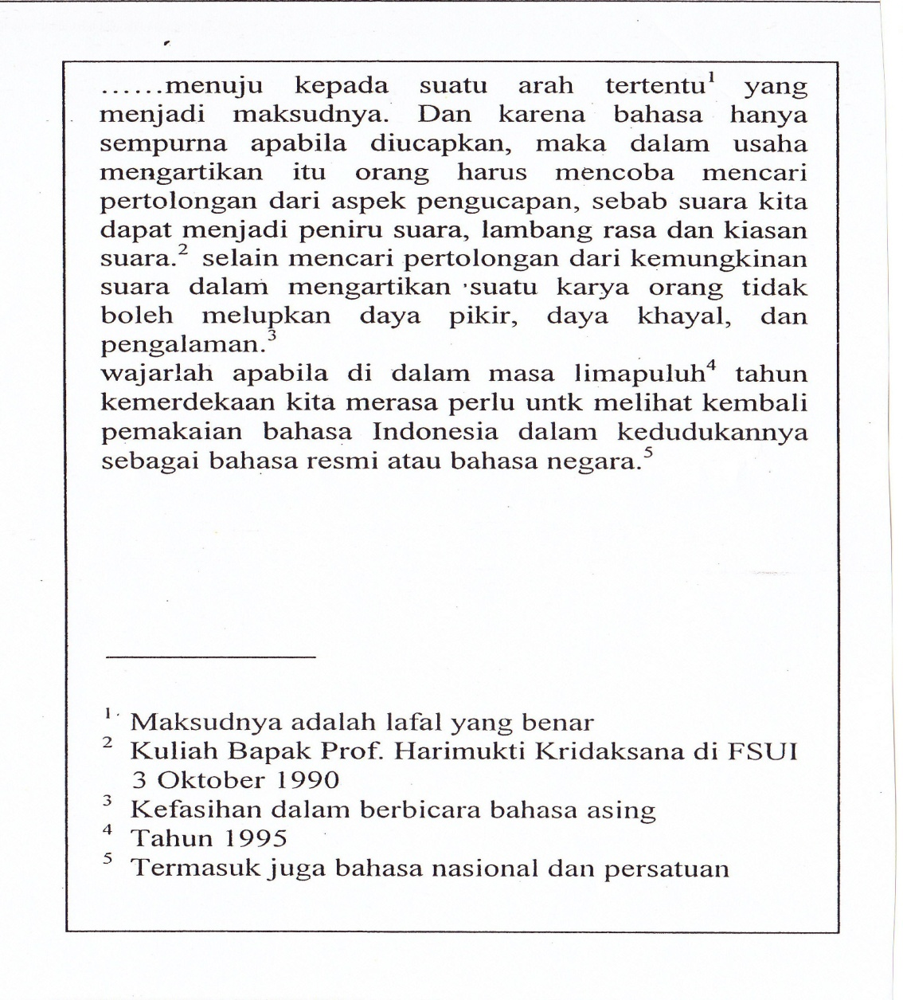 ......menuju kepada suatu arah tertentu¹ yang
menjadi maksudnya. Dan karena bahasa hanya
sempurna apabila diucapkan, maka dalam usaha
mengartikan itu orang harus mencoba mencari
pertolongan dari aspek pengucapan, sebab suara kita
dapat menjadi peniru suara, lambang rasa dan kiasan
suara.² selain mencari pertolongan dari kemungkinan
suara dalam mengartikan suatu karya orang tidak
boleh melupkan daya pikir, daya khayal, dan
pengalaman.³
wajarlah apabila di dalam masa limapuluh⁴ tahun
kemerdekaan kita merasa perlu untk melihat kembali
pemakaian bahasa Indonesia dalam kedudukannya
sebagai bahasa resmi atau bahasa negara.⁵
¹ Maksudnya adalah lafal yang benar
² Kuliah Bapak Prof. Harimukti Kridaksana di FSUI
3 Oktober 1990
³ Kefasihan dalam berbicara bahasa asing
⁴ Tahun 1995
⁵ Termasuk juga bahasa nasional dan persatuan